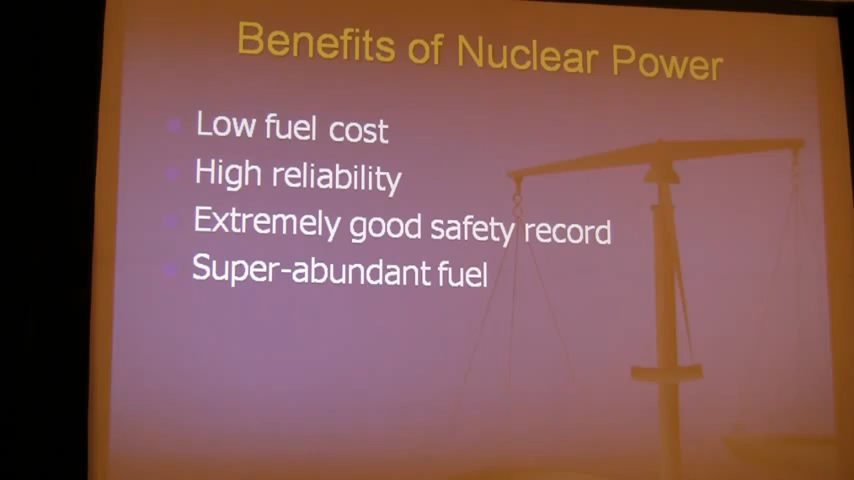 Benefits of Nuclear Power
Low fuel cost
High reliability
Extremely good safety record
Super-abundant fuel